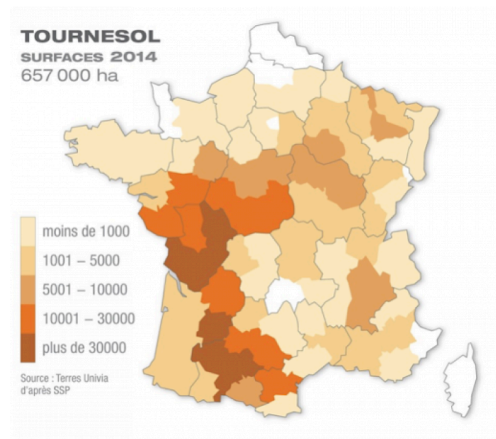 TOURNESOL
SURFACES 2014
657 000 ha
moins de 1000
1001 – 5000
5001 – 10000
10001 – 30000
plus de 30000
Source : Terres Univia
d'après SSP